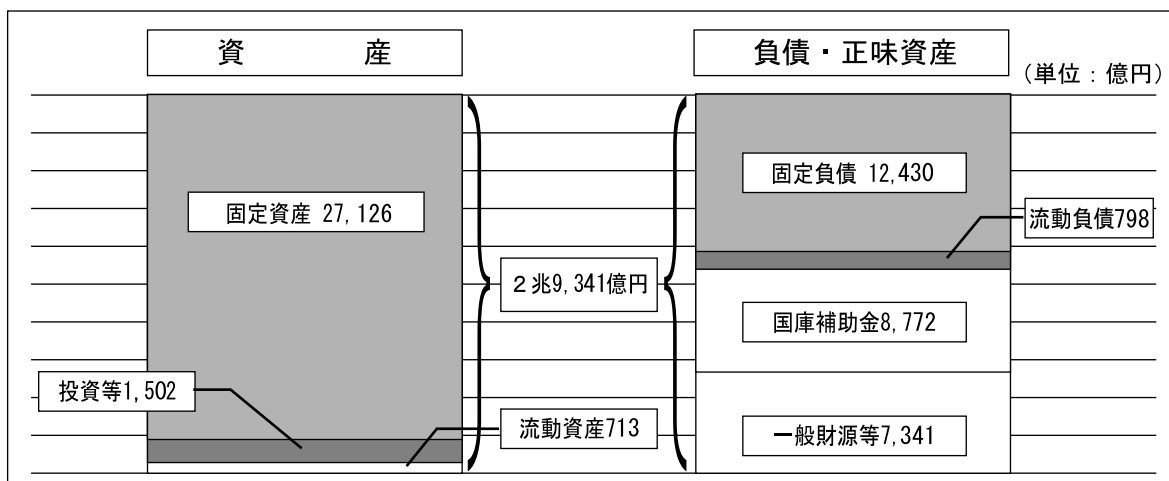 資　　産
負債・正味資産
（単位：億円）
固定資産 27,126
固定負債 12,430
流動負債798
２兆9,341億円
国庫補助金8,772
投資等1,502
流動資産713
一般財源等7,341